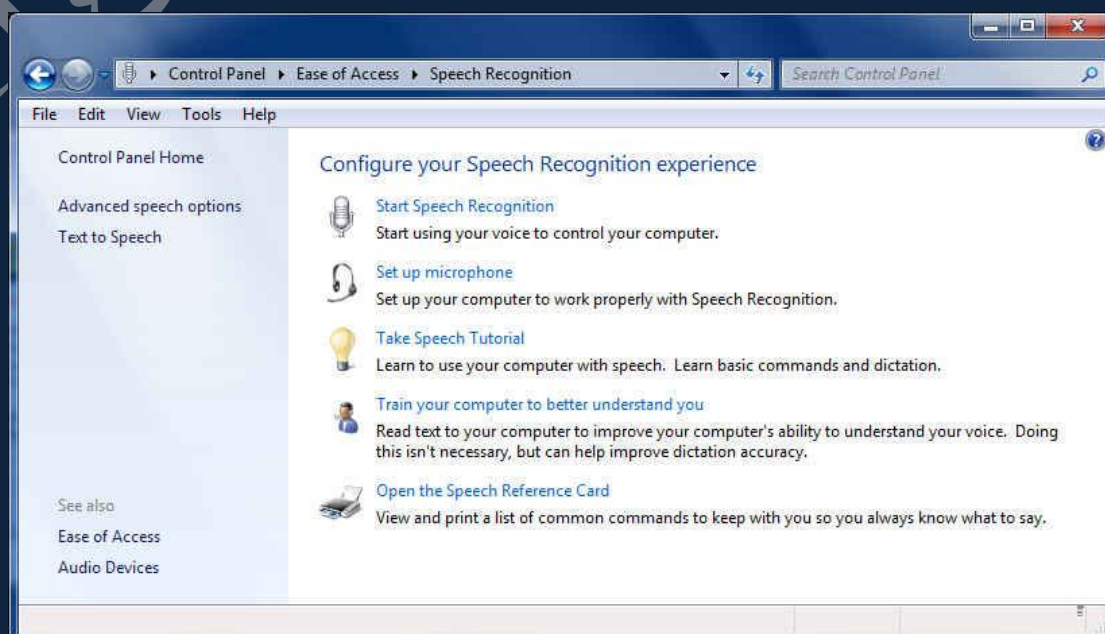 Control Panel Ease of Access Speech Recognition
Search Control Panel
File Edit View Tools Help
Control Panel Home
Advanced speech options
Text to Speech
Configure your Speech Recognition experience
Start Speech Recognition
Start using your voice to control your computer.
Set up microphone
Set up your computer to work properly with Speech Recognition.
Take Speech Tutorial
Learn to use your computer with speech. Learn basic commands and dictation.
Train your computer to better understand you
Read text to your computer to improve your computer's ability to understand your voice. Doing
this isn't necessary, but can help improve dictation accuracy.
Open the Speech Reference Card
View and print a list of common commands to keep with you so you always know what to say.
See also
Ease of Access
Audio Devices